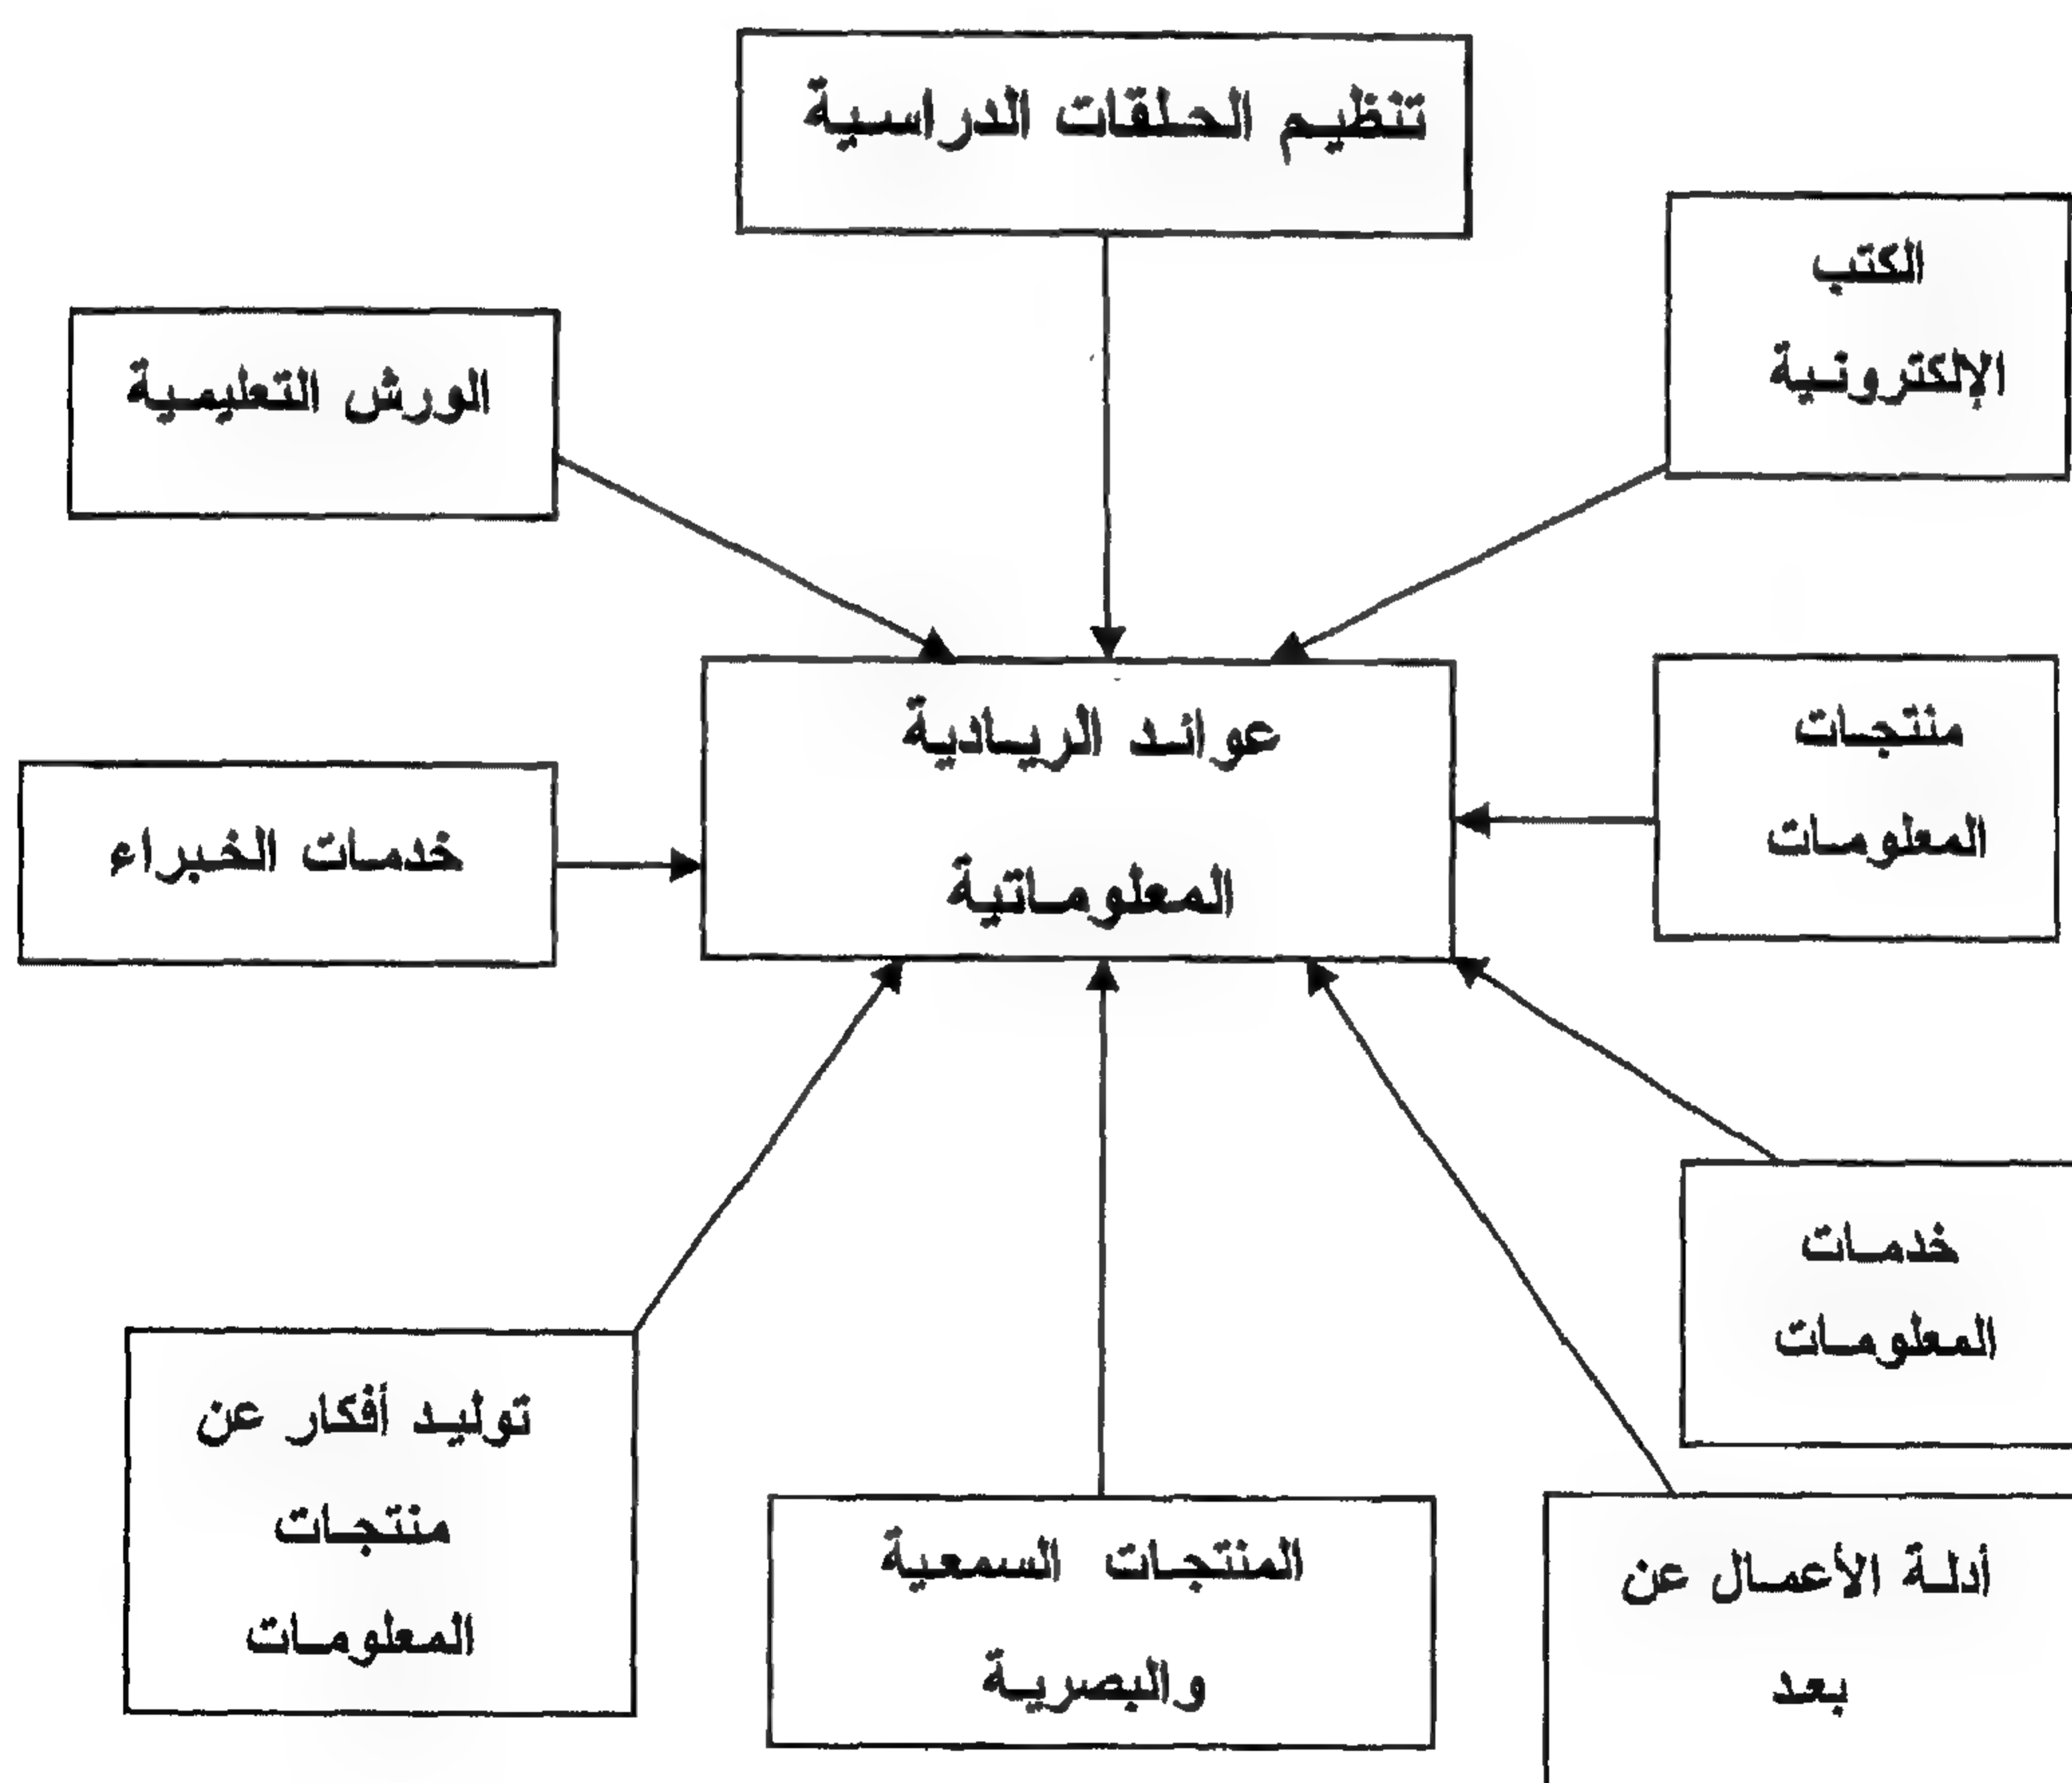 تنظيم الحلقات الدراسية
الكتب
الإلكترونية
الورش التعليمية
عوائد الريادية
المعلوماتية
منتجات
المعلومات
خدمات الخبراء
خدمات
المعلومات
توليد أفكار عن
منتجات
المعلومات
المنتجات السمعية
والبصرية
أدلة الأعمال عن
بعد